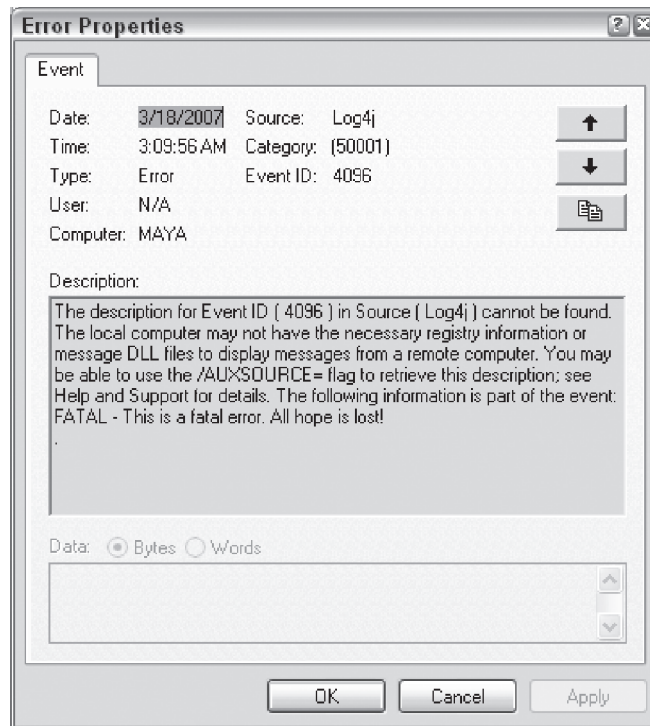 Error Properties
Event
Date: 3/18/2007 Source: Log4j
Time: 3:09:56 AM Category: (50001)
Type: Error Event ID: 4096
User: N/A
Computer: MAYA
Description:
The description for Event ID ( 4096 ) in Source ( Log4j ) cannot be found.
The local computer may not have the necessary registry information or
message DLL files to display messages from a remote computer. You may
be able to use the /AUXSOURCE= flag to retrieve this description; see
Help and Support for details. The following information is part of the event:
FATAL - This is a fatal error. All hope is lost!
.
Data: Bytes Words
OK Cancel Apply